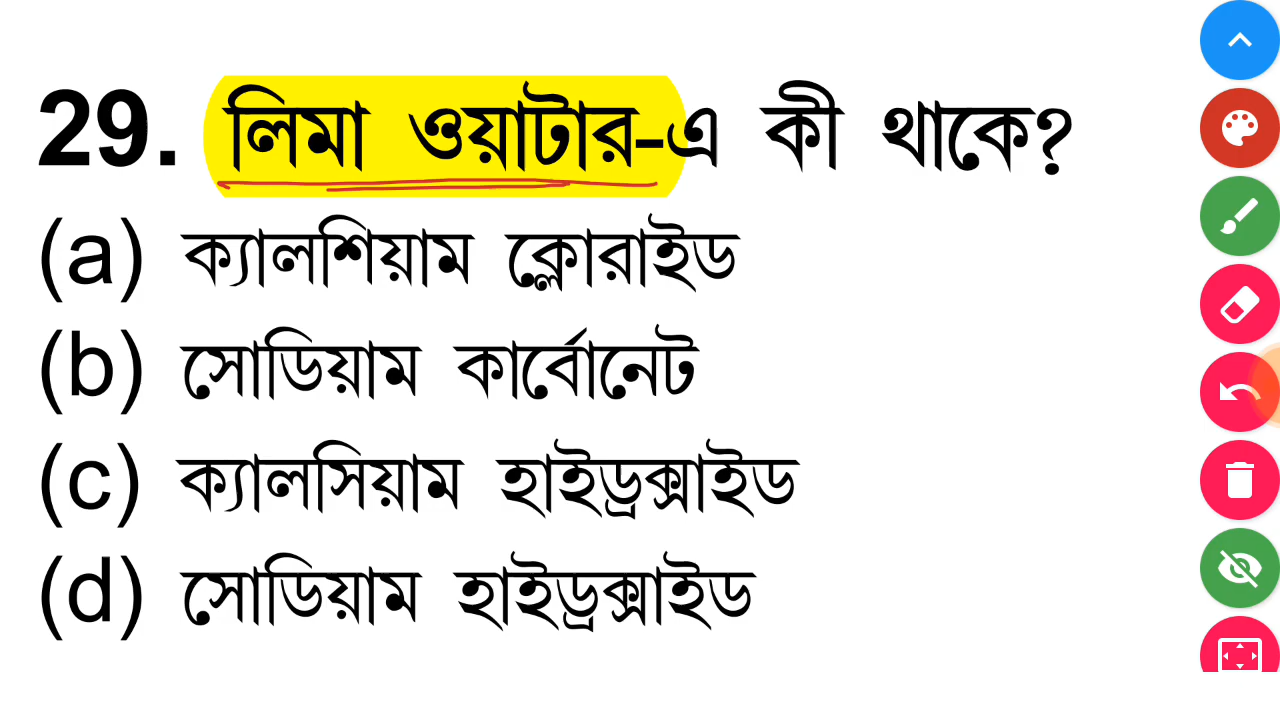 29. লিমা ওয়াটার-এ কী থাকে?
(a) ক্যালশিয়াম ক্লোরাইড
(b) সোডিয়াম কার্বোনেট
(c) ক্যালসিয়াম হাইড্রক্সাইড
(d) সোডিয়াম হাইড্রক্সাইড